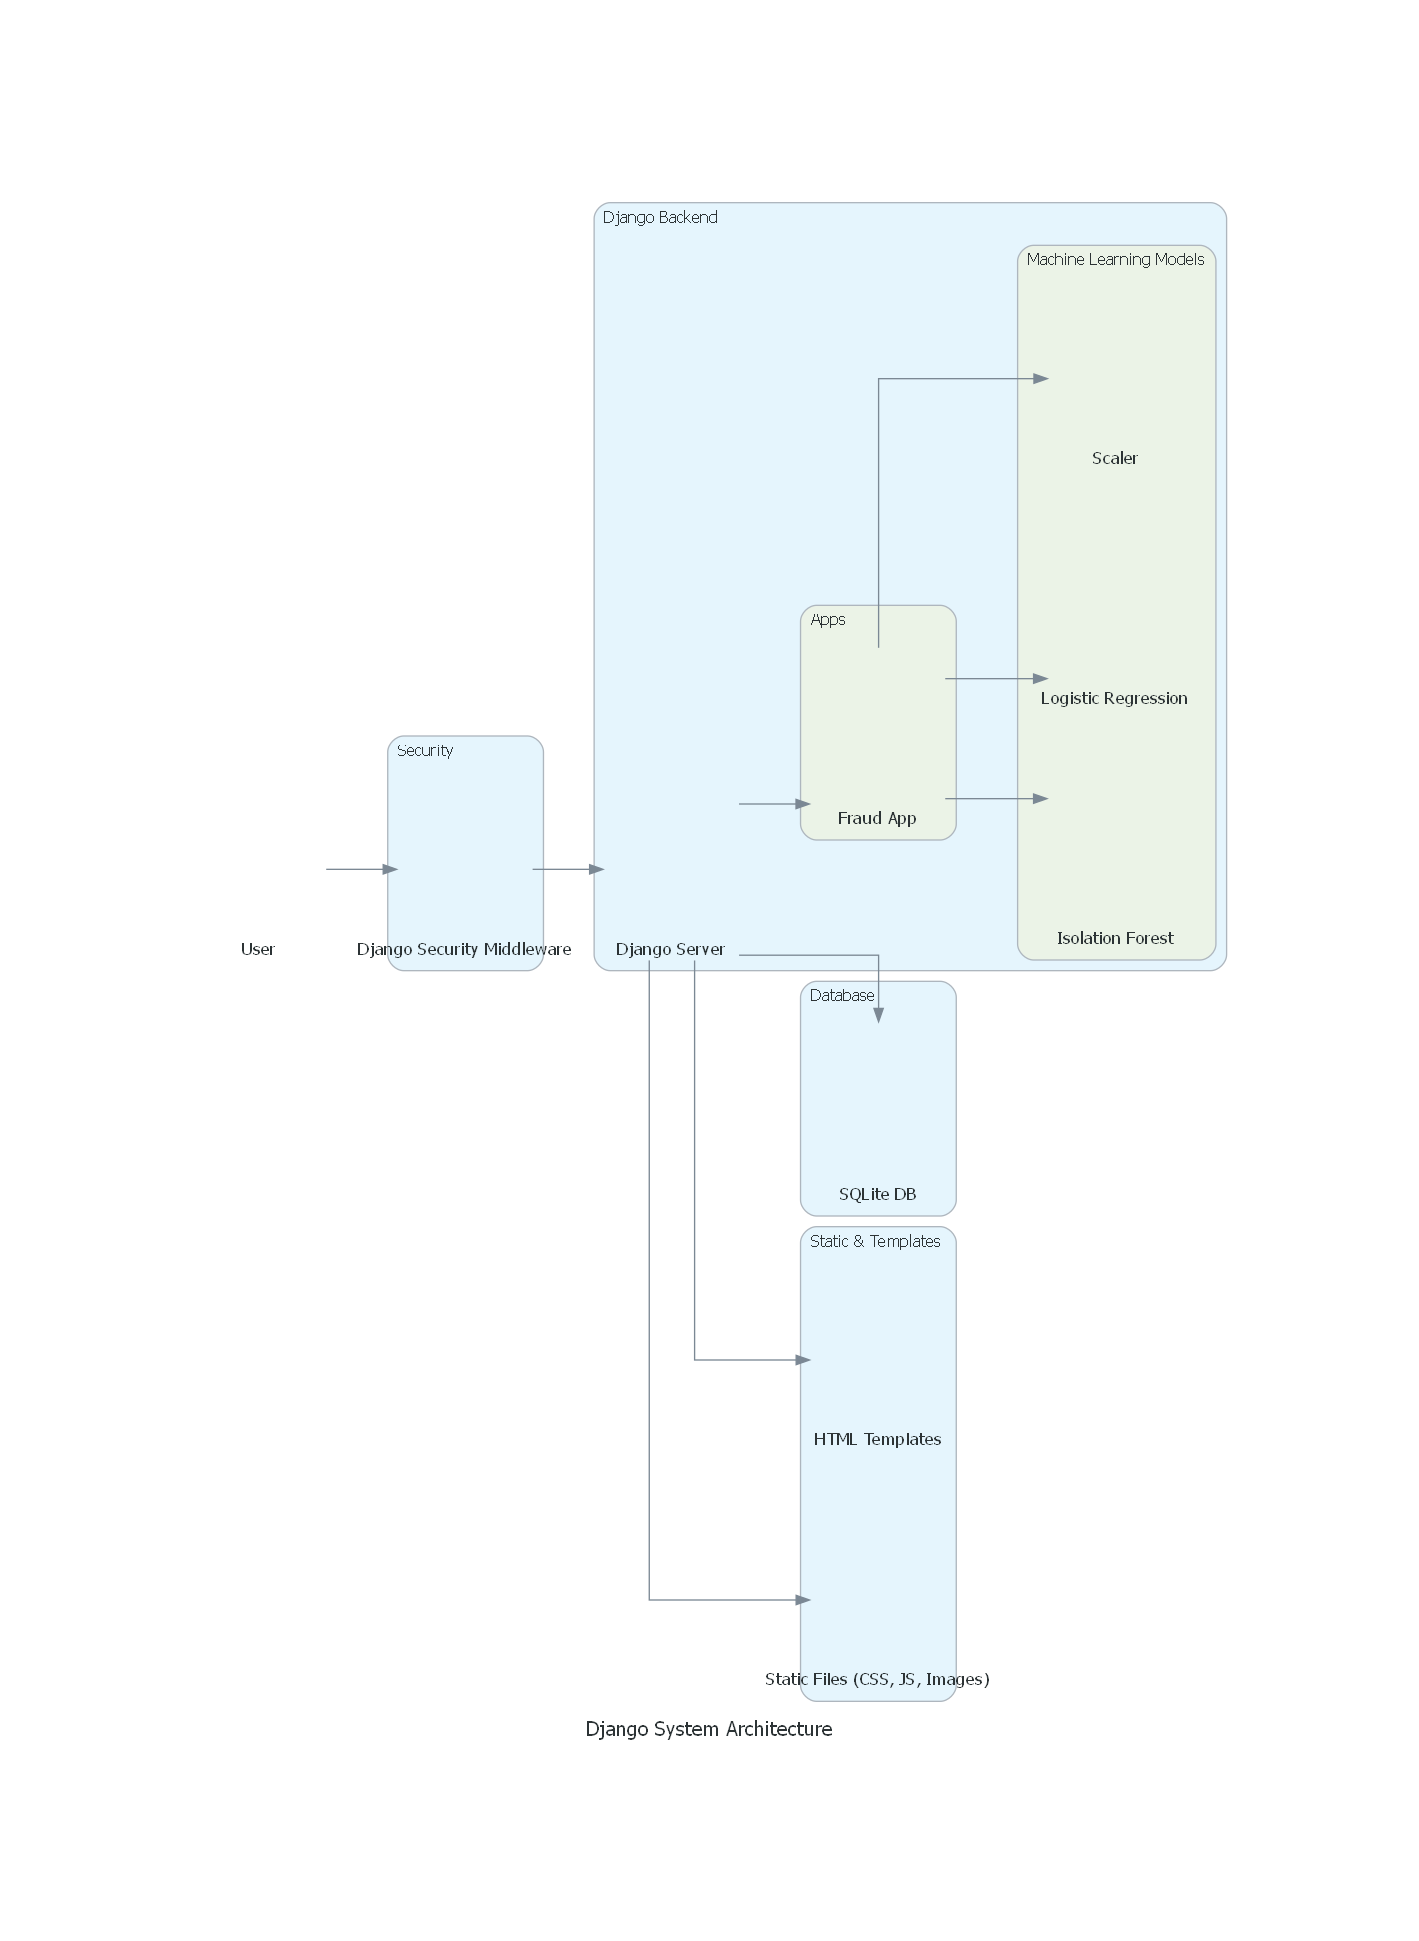 Django Backend
Machine Learning Models
Scaler
Apps
Logistic Regression
Security
Fraud App
User
Django Security Middleware
Django Server
Isolation Forest
Database
SQLite DB
Static & Templates
HTML Templates
Static Files (CSS, JS, Images)
Django System Architecture